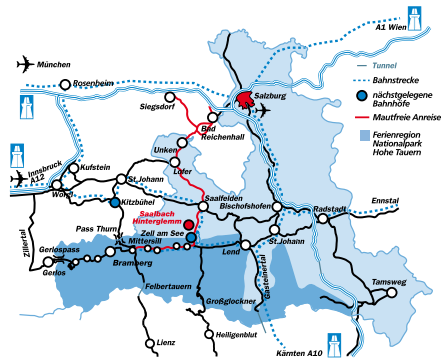 A1 Wien
München
Rosenheim
Siegsdorf
Salzburg
Bad
Reichenhall
Tunnel
Bahnstrecke
nächstgelegene
Bahnhöfe
Mautfreie Anreise
Ferienregion
Nationalpark
Hohe Tauern
Unken
Lofer
Innsbruck
A12
Kufstein
Wörgl
St.Johann
Kitzbühel
Saalfelden
Bischofshofen
Radstadt
Ennstal
Saalbach
Hinterglemm
Zell am See
Pass Thurn
Mittersill
Zillertal
Gerlospass
Gerlos
Bramberg
Lend
St.Johann
Gasteinertal
Tamsweg
Felbertauern
Großglockner
Lienz
Heiligenblut
Kärnten A10